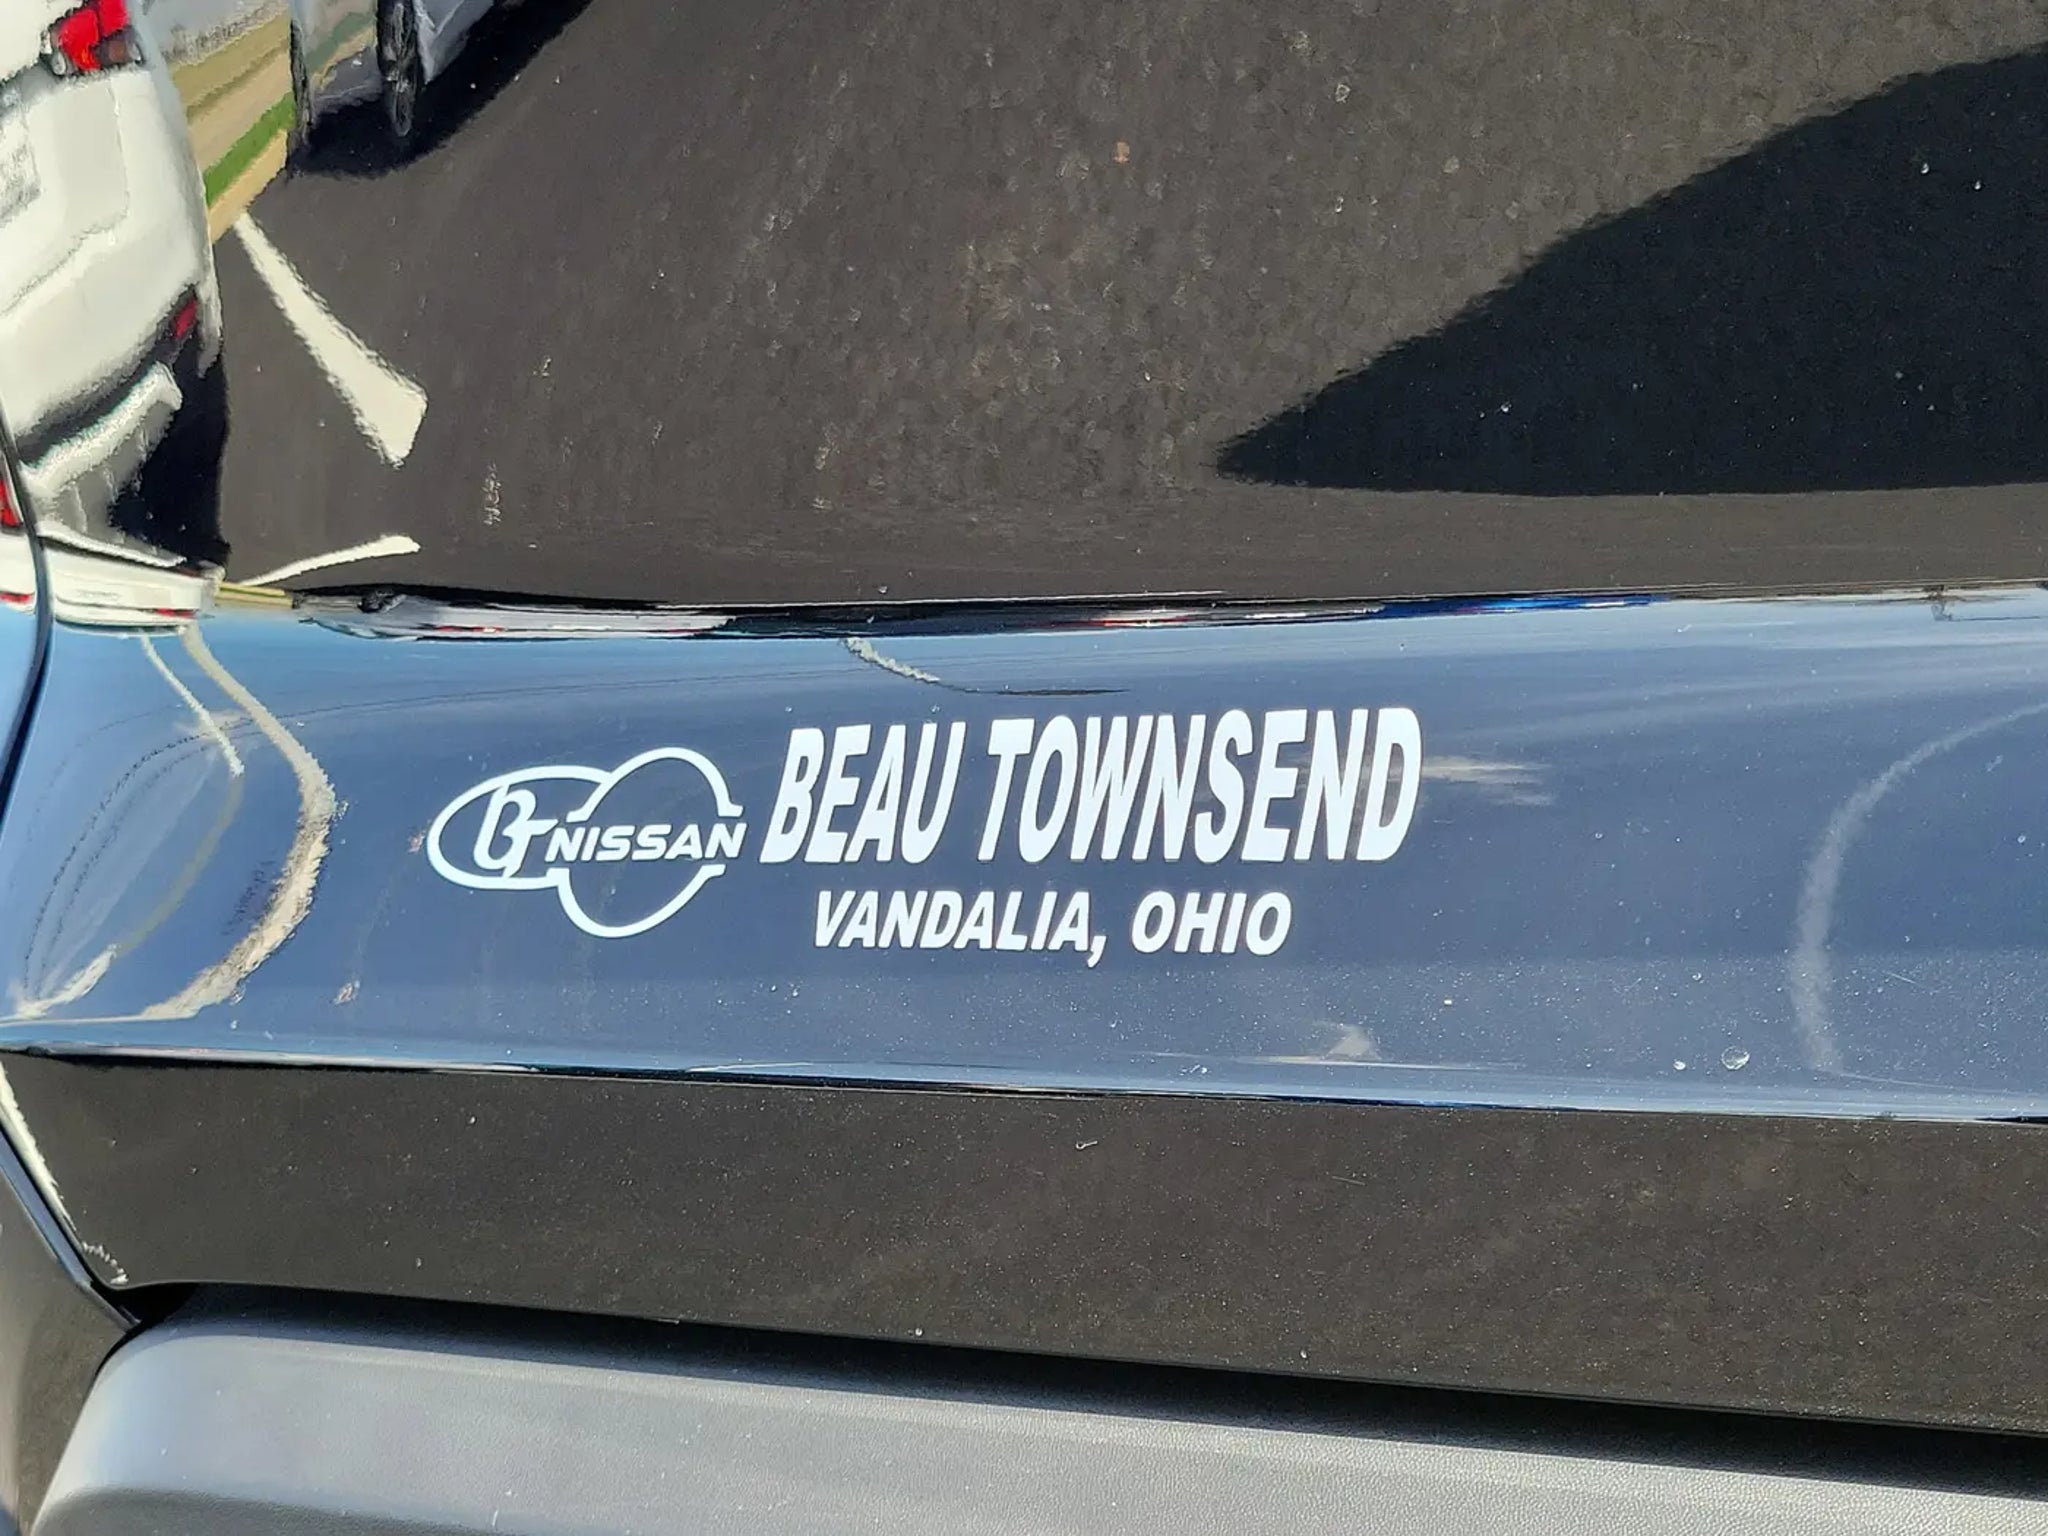 BT NISSAN BEAU TOWNSEND
VANDALIA, OHIO